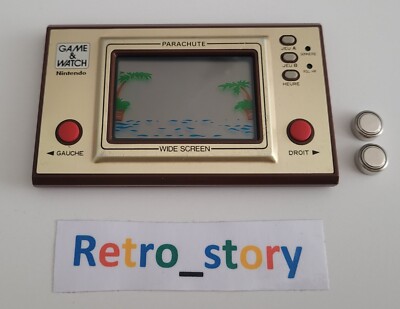 GAME
&
WATCH
Nintendo
PARACHUTE
JEU A
JEU B
HEURE
GAUCHE
WIDE SCREEN
DROIT
Retro_story